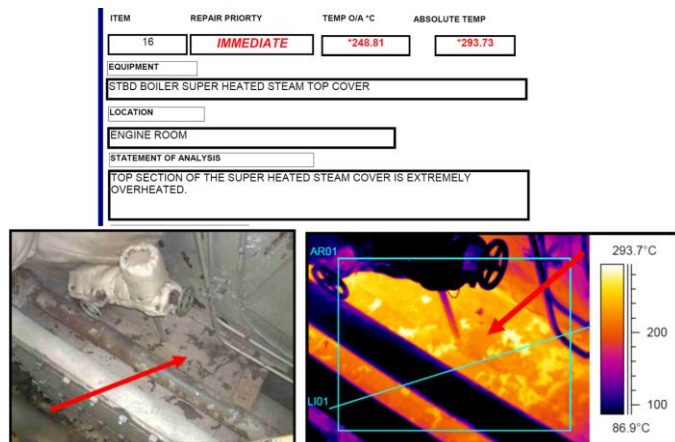 ITEM REPAIR PRIORTY TEMP O/A °C ABSOLUTE TEMP
16 IMMEDIATE *248.81 *293.73
EQUIPMENT
STBD BOILER SUPER HEATED STEAM TOP COVER
LOCATION
ENGINE ROOM
STATEMENT OF ANALYSIS
TOP SECTION OF THE SUPER HEATED STEAM COVER IS EXTREMELY
OVERHEATED.
AR01
LI01
293.7°C
200
100
86.9°C